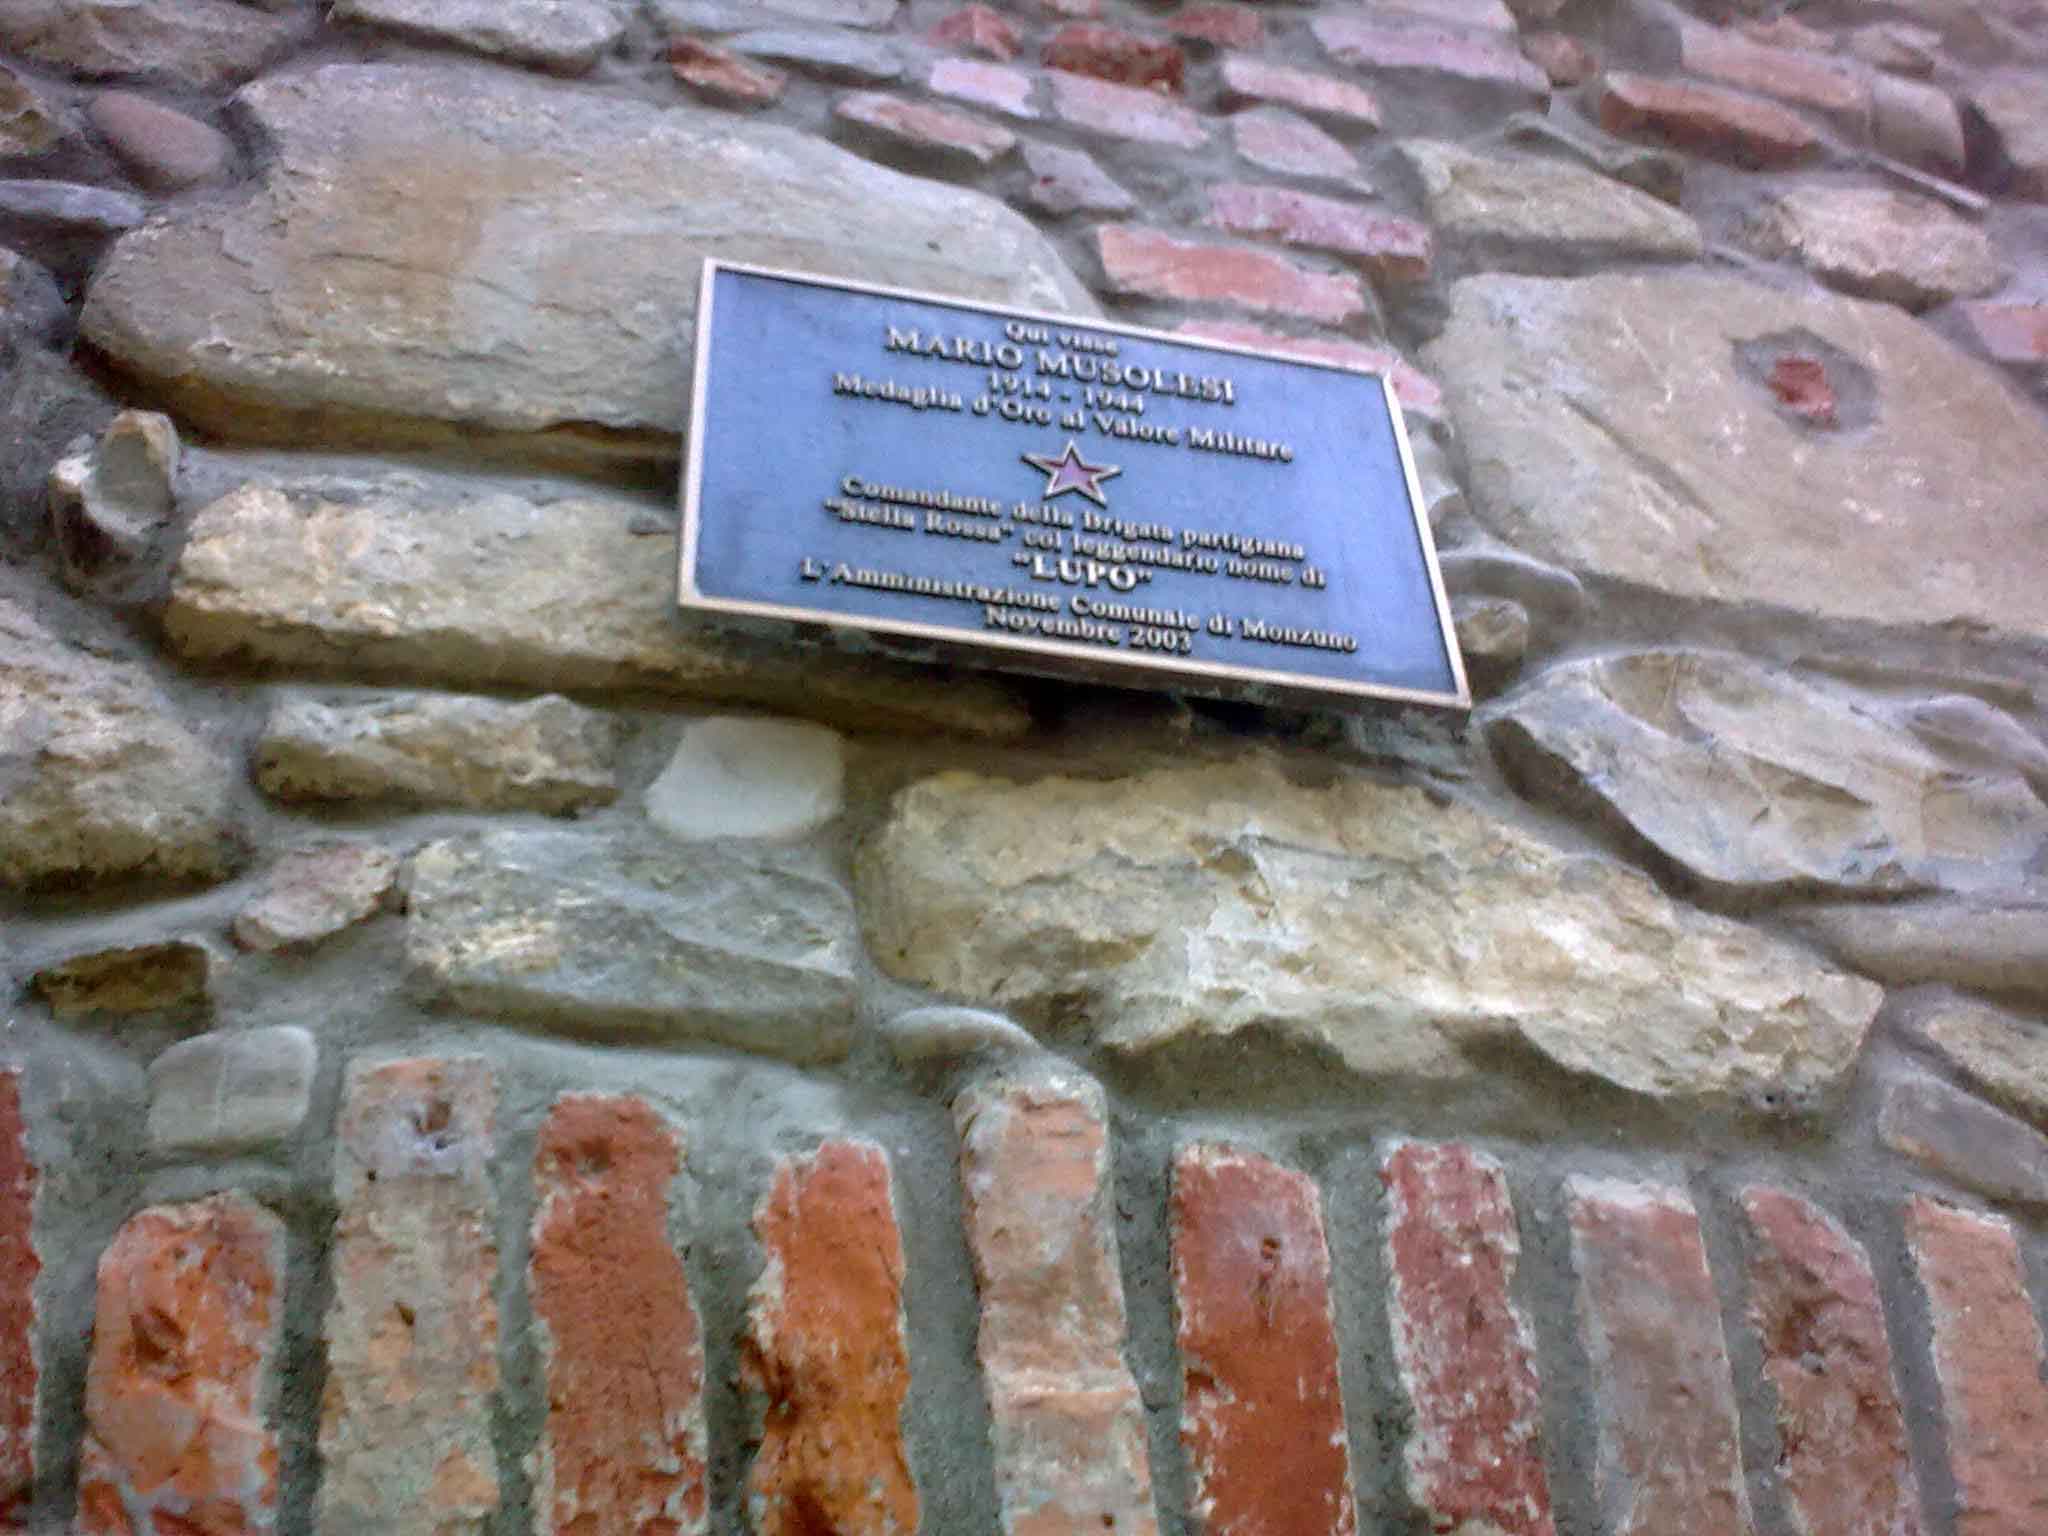 Qui visse
MARIO MUSOLESI
1914 - 1944
Medaglia d'Oro al Valore Militare
Comandante della Brigata partigiana
"Stella Rossa" col leggendario nome di
"LUPO"
L'Amministrazione Comunale di Monzuno
Novembre 2003